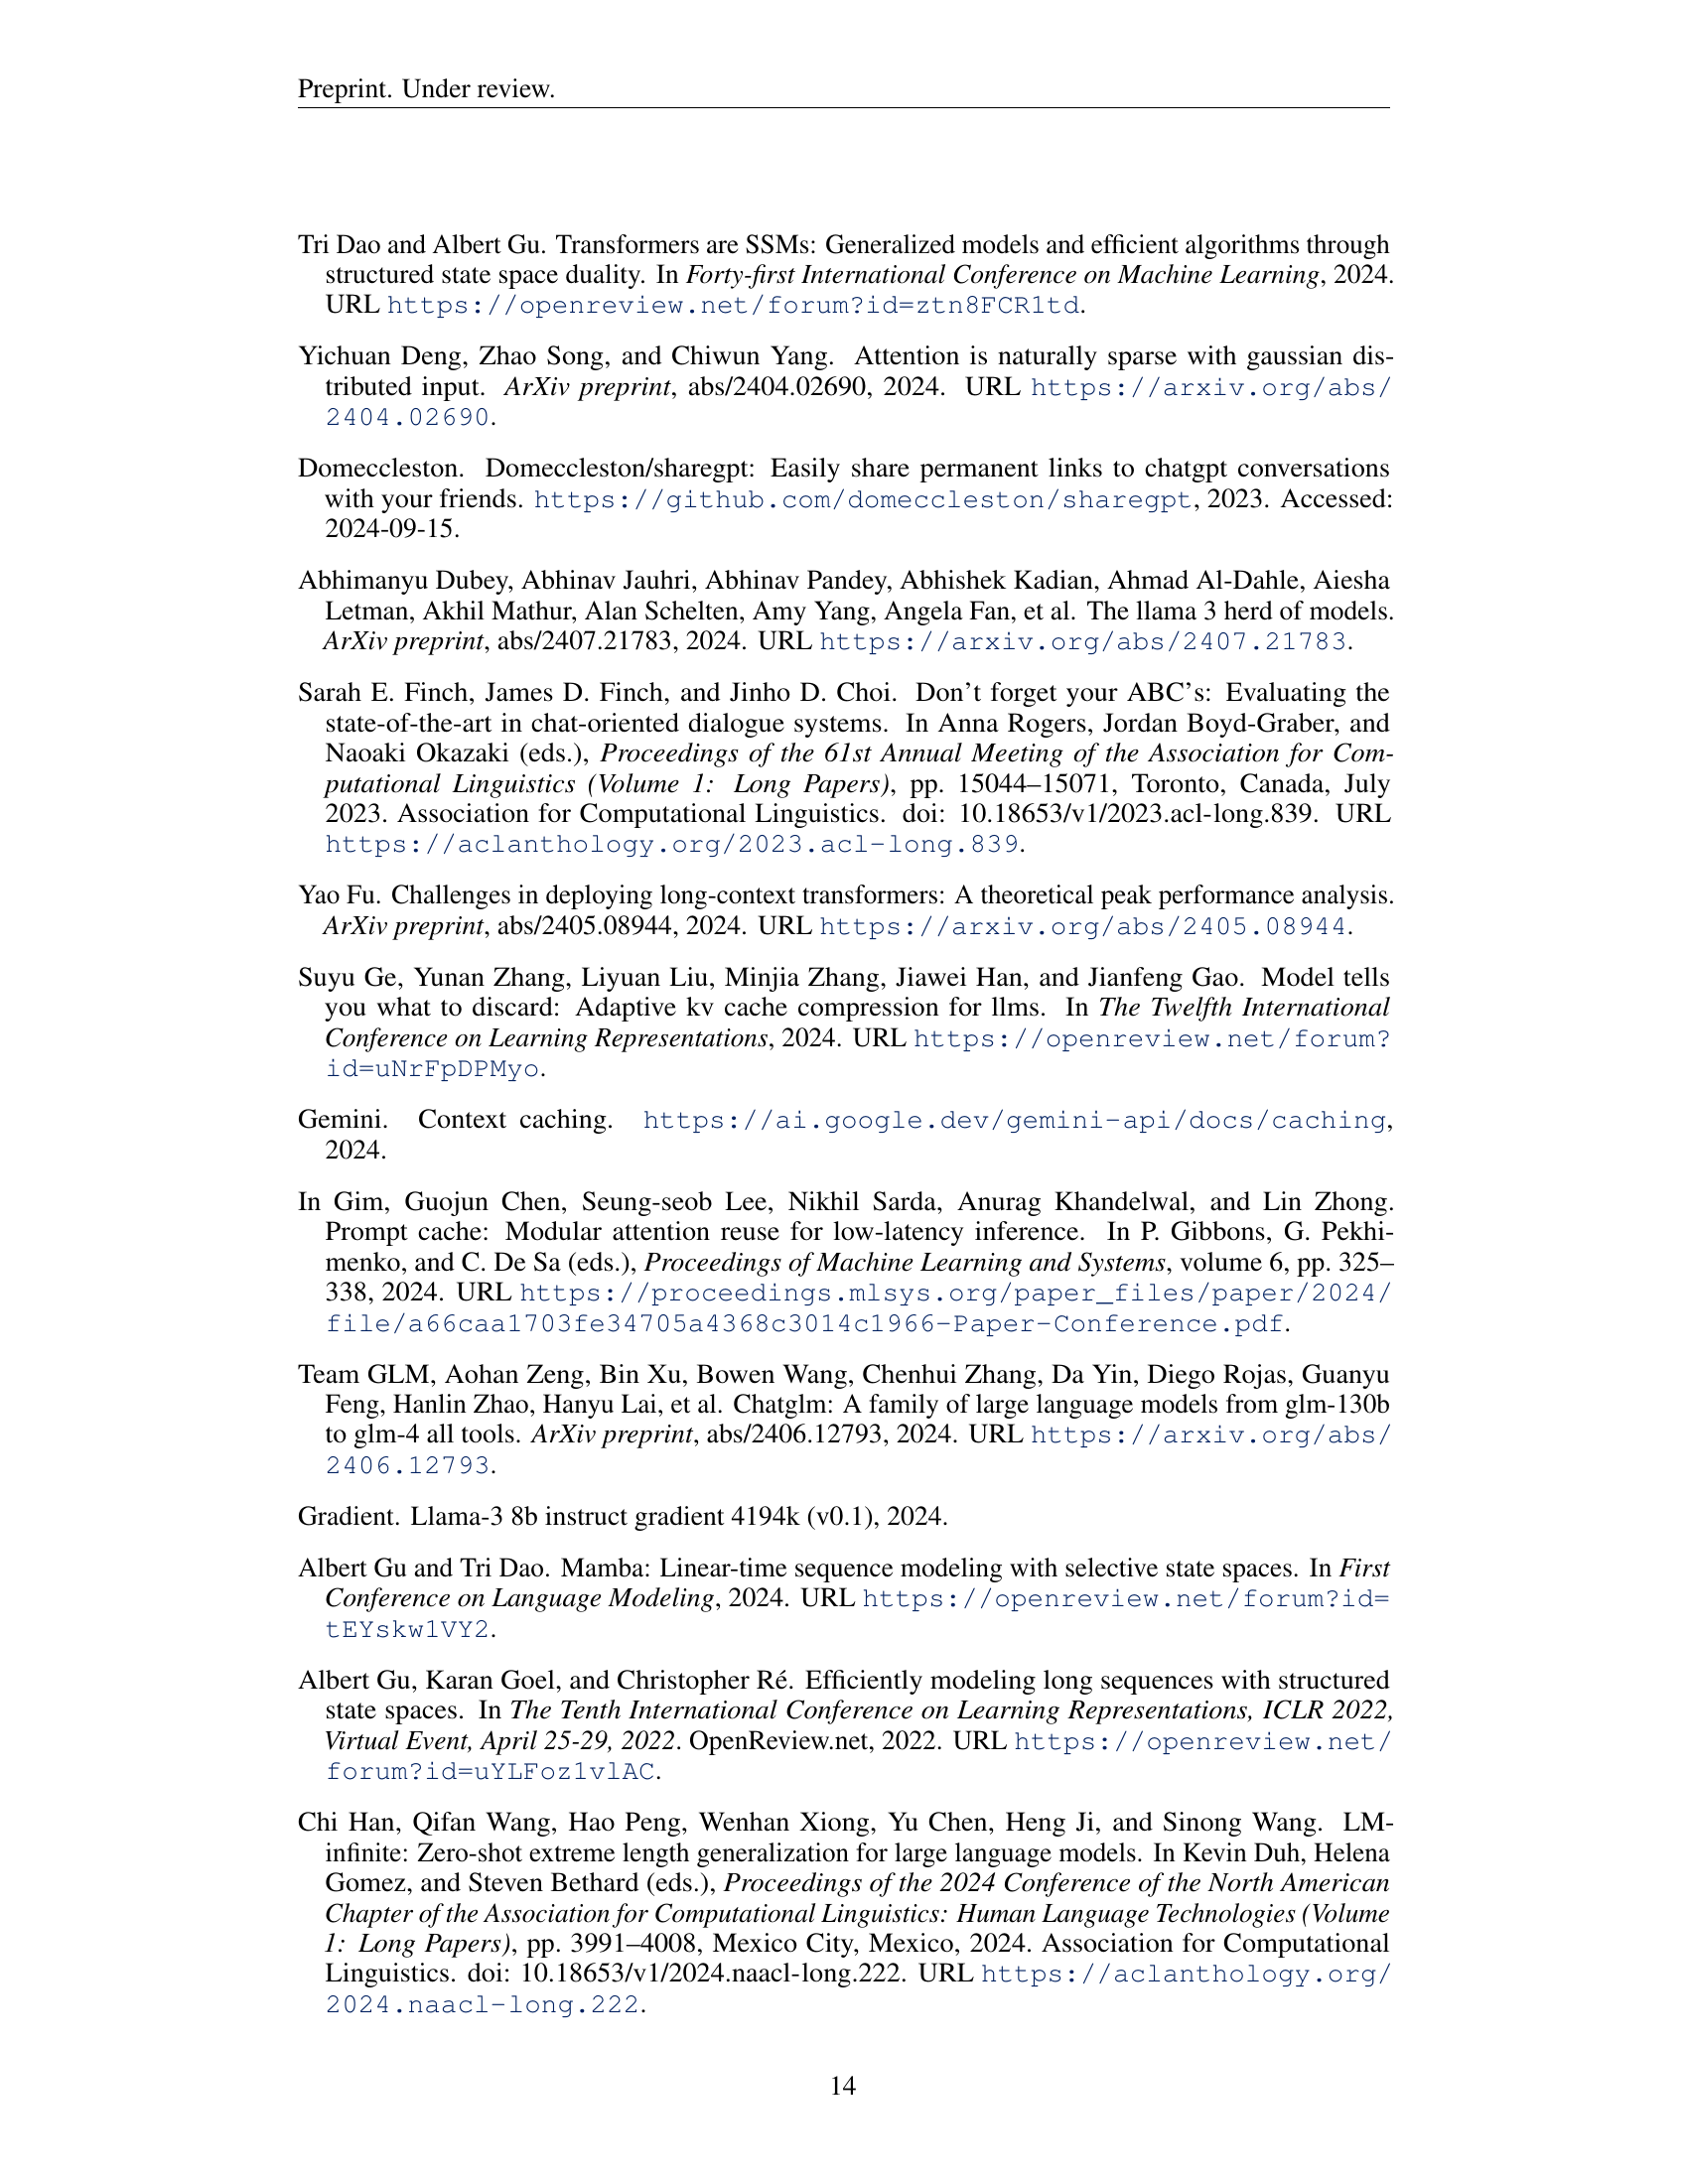 Preprint. Under review.
Tri Dao and Albert Gu. Transformers are SSMs: Generalized models and efficient algorithms through
structured state space duality. In Forty-first International Conference on Machine Learning, 2024.
URL https://openreview.net/forum?id=ztn8FCR1td.
Yichuan Deng, Zhao Song, and Chiwun Yang. Attention is naturally sparse with gaussian dis-
tributed input. ArXiv preprint, abs/2404.02690, 2024. URL https://arxiv.org/abs/
2404.02690.
Domeccleston. Domeccleston/sharegpt: Easily share permanent links to chatgpt conversations
with your friends. https://github.com/domeccleston/sharegpt, 2023. Accessed:
2024-09-15.
Abhimanyu Dubey, Abhinav Jauhri, Abhinav Pandey, Abhishek Kadian, Ahmad Al-Dahle, Aiesha
Letman, Akhil Mathur, Alan Schelten, Amy Yang, Angela Fan, et al. The llama 3 herd of models.
ArXiv preprint, abs/2407.21783, 2024. URL https://arxiv.org/abs/2407.21783.
Sarah E. Finch, James D. Finch, and Jinho D. Choi. Don't forget your ABC's: Evaluating the
state-of-the-art in chat-oriented dialogue systems. In Anna Rogers, Jordan Boyd-Graber, and
Naoaki Okazaki (eds.), Proceedings of the 61st Annual Meeting of the Association for Com-
putational Linguistics (Volume 1: Long Papers), pp. 15044–15071, Toronto, Canada, July
2023. Association for Computational Linguistics. doi: 10.18653/v1/2023.acl-long.839. URL
https://aclanthology.org/2023.acl-long.839.
Yao Fu. Challenges in deploying long-context transformers: A theoretical peak performance analysis.
ArXiv preprint, abs/2405.08944, 2024. URL https://arxiv.org/abs/2405.08944.
Suyu Ge, Yunan Zhang, Liyuan Liu, Minjia Zhang, Jiawei Han, and Jianfeng Gao. Model tells
you what to discard: Adaptive kv cache compression for llms. In The Twelfth International
Conference on Learning Representations, 2024. URL https://openreview.net/forum?
id=uNrFpDPMyo.
Gemini. Context caching. https://ai.google.dev/gemini-api/docs/caching,
2024.
In Gim, Guojun Chen, Seung-seob Lee, Nikhil Sarda, Anurag Khandelwal, and Lin Zhong.
Prompt cache: Modular attention reuse for low-latency inference. In P. Gibbons, G. Pekhi-
menko, and C. De Sa (eds.), Proceedings of Machine Learning and Systems, volume 6, pp. 325–
338, 2024. URL https://proceedings.mlsys.org/paper_files/paper/2024/
file/a66caa1703fe34705a4368c3014c1966-Paper-Conference.pdf.
Team GLM, Aohan Zeng, Bin Xu, Bowen Wang, Chenhui Zhang, Da Yin, Diego Rojas, Guanyu
Feng, Hanlin Zhao, Hanyu Lai, et al. Chatglm: A family of large language models from glm-130b
to glm-4 all tools. ArXiv preprint, abs/2406.12793, 2024. URL https://arxiv.org/abs/
2406.12793.
Gradient. Llama-3 8b instruct gradient 4194k (v0.1), 2024.
Albert Gu and Tri Dao. Mamba: Linear-time sequence modeling with selective state spaces. In First
Conference on Language Modeling, 2024. URL https://openreview.net/forum?id=
tEYskw1VY2.
Albert Gu, Karan Goel, and Christopher Ré. Efficiently modeling long sequences with structured
state spaces. In The Tenth International Conference on Learning Representations, ICLR 2022,
Virtual Event, April 25-29, 2022. OpenReview.net, 2022. URL https://openreview.net/
forum?id=uYLFoz1vlAC.
Chi Han, Qifan Wang, Hao Peng, Wenhan Xiong, Yu Chen, Heng Ji, and Sinong Wang. LM-
infinite: Zero-shot extreme length generalization for large language models. In Kevin Duh, Helena
Gomez, and Steven Bethard (eds.), Proceedings of the 2024 Conference of the North American
Chapter of the Association for Computational Linguistics: Human Language Technologies (Volume
1: Long Papers), pp. 3991–4008, Mexico City, Mexico, 2024. Association for Computational
Linguistics. doi: 10.18653/v1/2024.naacl-long.222. URL https://aclanthology.org/
2024.naacl-long.222.
14